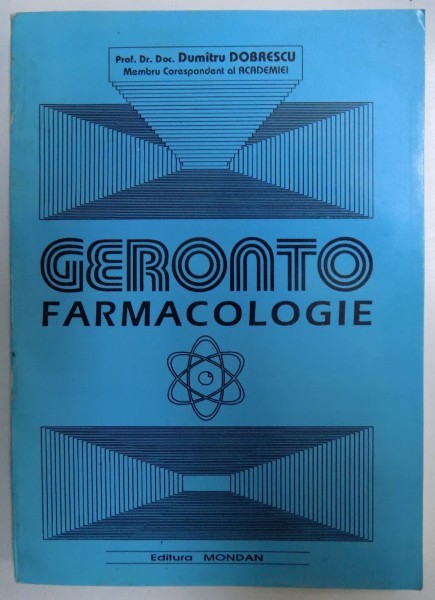 Prof. Dr. Doc. Dumitru DOBRESCU
Membru Corespondent al ACADEMIEI
GERONTO
FARMACOLOGIE
Editura MONDAN